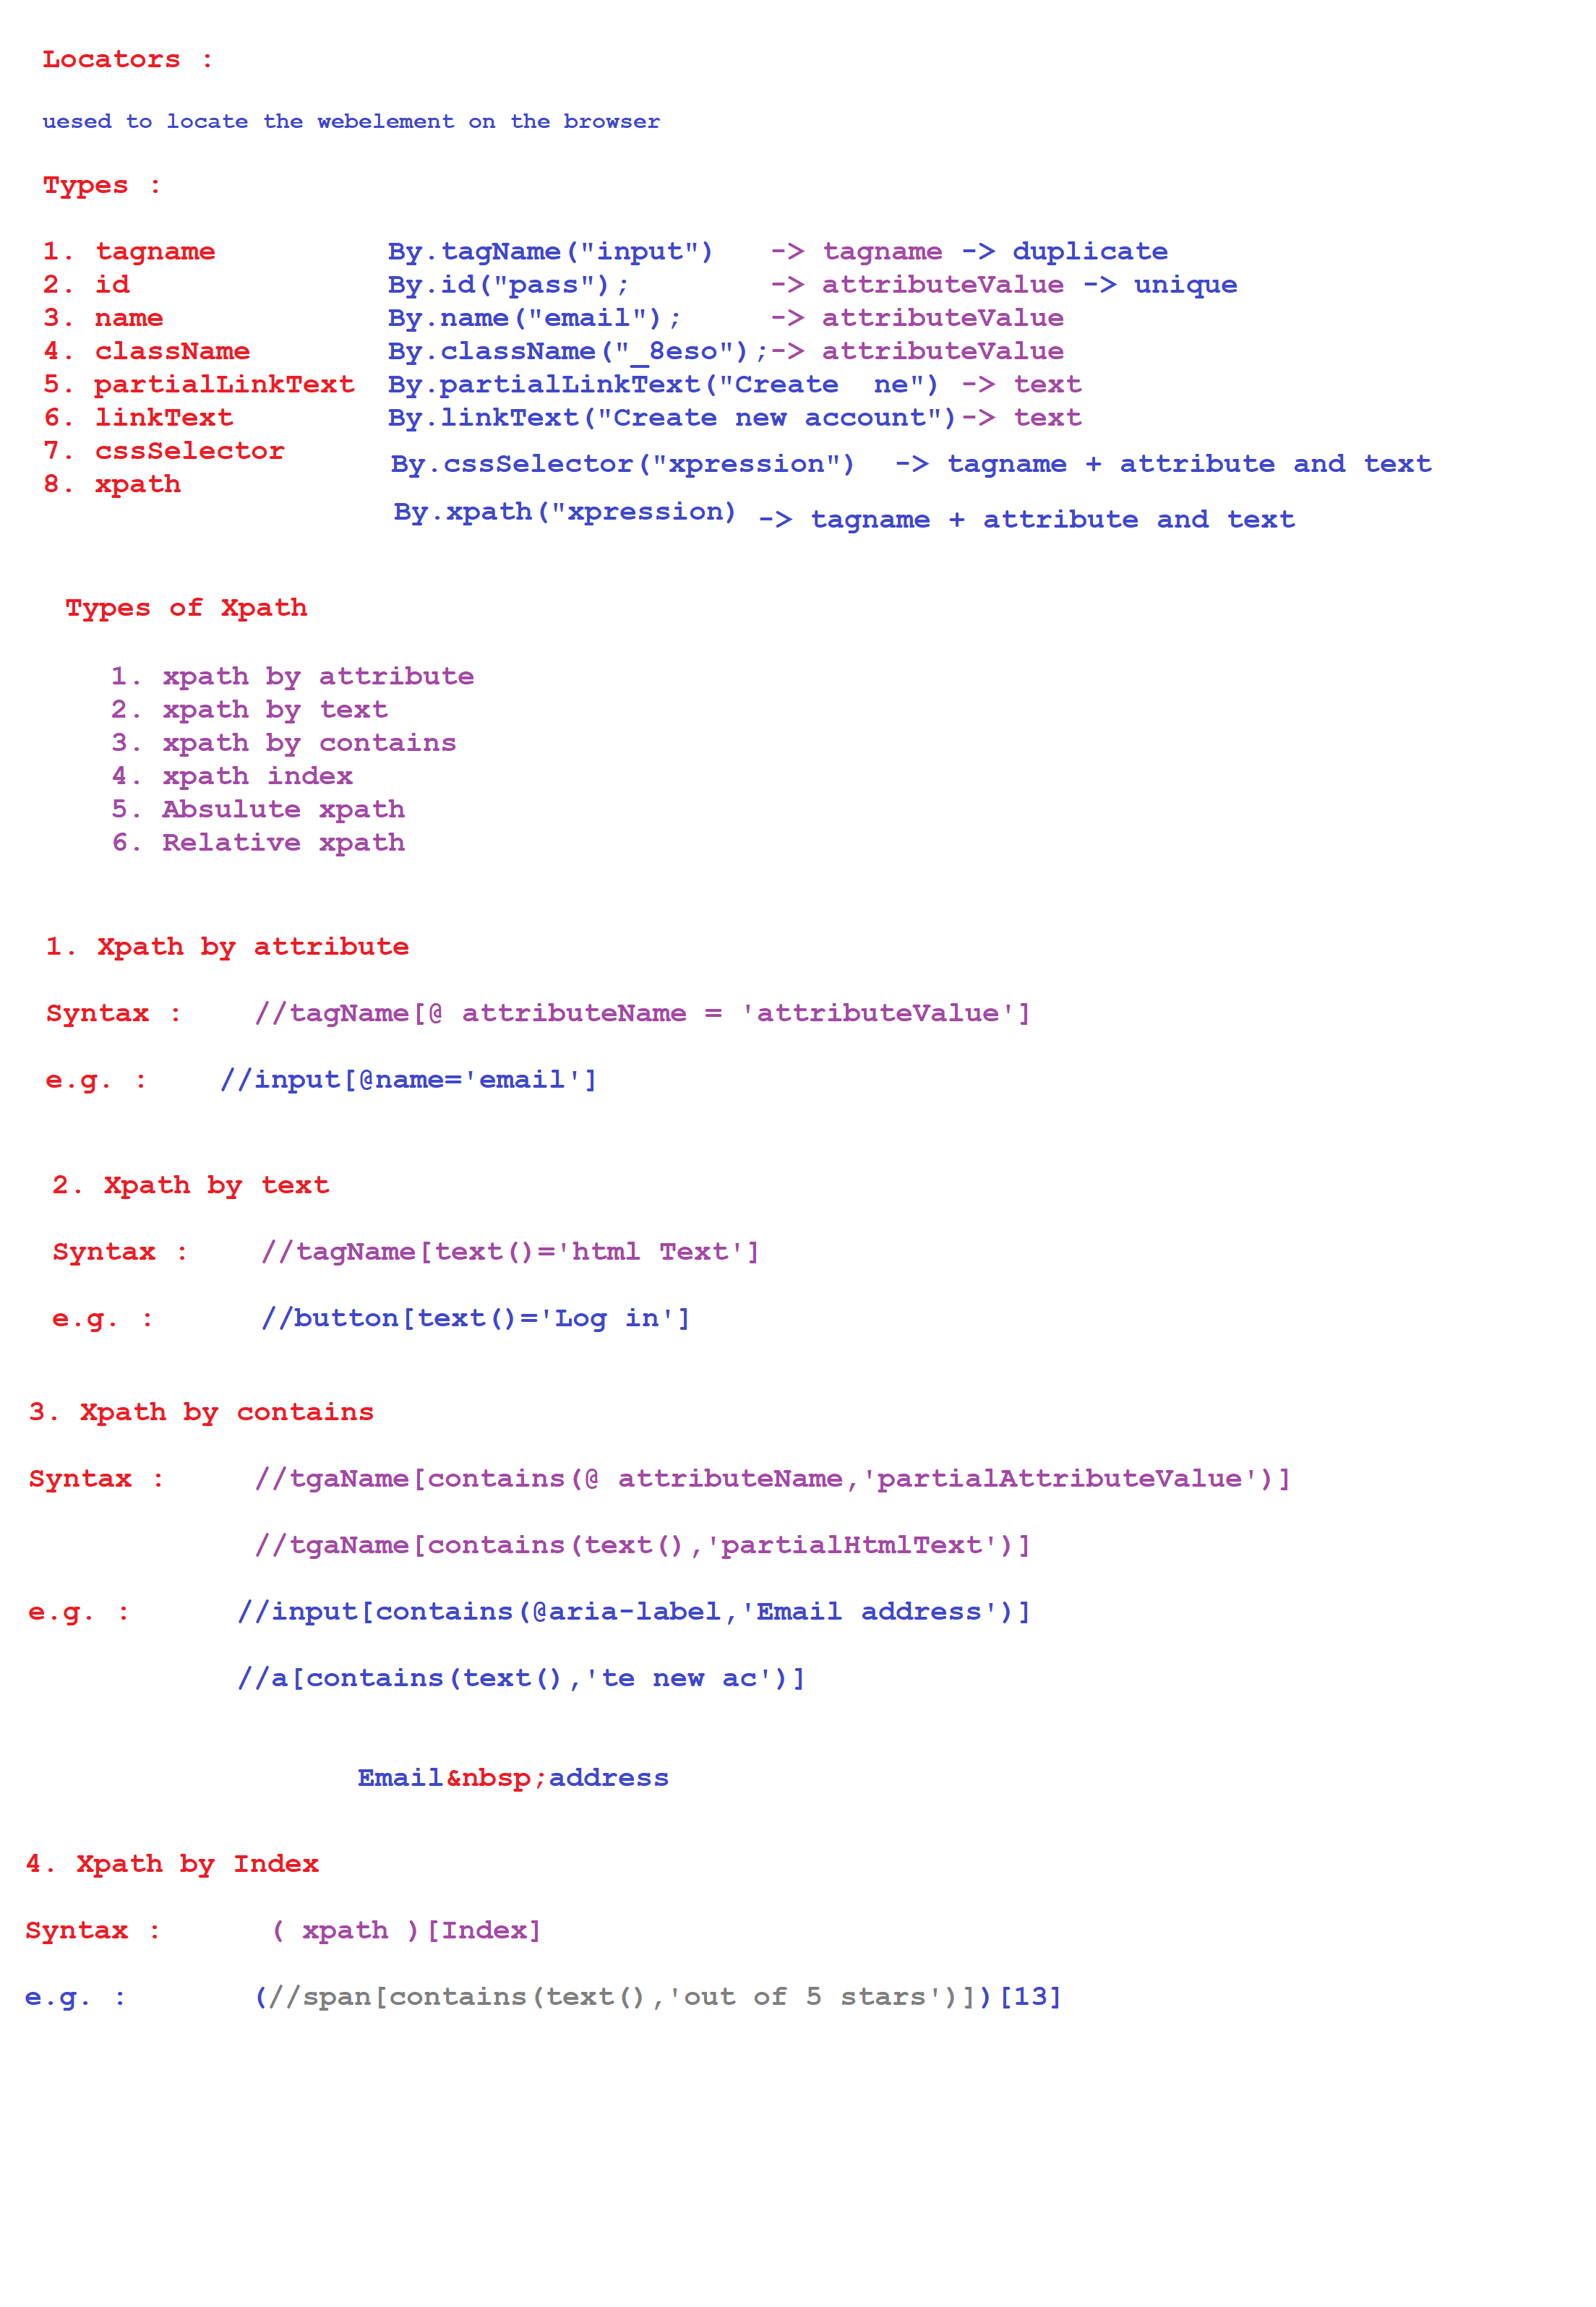 Locators :
uesed to locate the webelement on the browser
Types :
1. tagname By.tagName("input") -> tagname -> duplicate
2. id By.id("pass"); -> attributeValue -> unique
3. name By.name("email"); -> attributeValue
4. className By.className("_8eso");-> attributeValue
5. partialLinkText By.partialLinkText("Create  ne") -> text
6. linkText By.linkText("Create new account")-> text
7. cssSelector By.cssSelector("xpression") -> tagname + attribute and text
8. xpath By.xpath("xpression) -> tagname + attribute and text
Types of Xpath
1. xpath by attribute
2. xpath by text
3. xpath by contains
4. xpath index
5. Absulute xpath
6. Relative xpath
1. Xpath by attribute
Syntax : //tagName[@ attributeName = 'attributeValue']
e.g. : //input[@name='email']
2. Xpath by text
Syntax : //tagName[text()='html Text']
e.g. : //button[text()='Log in']
3. Xpath by contains
Syntax : //tgaName[contains(@ attributeName,'partialAttributeValue')]
//tgaName[contains(text(),'partialHtmlText')]
e.g. : //input[contains(@aria-label,'Email address')]
//a[contains(text(),'te new ac')]
Email&nbsp;address
4. Xpath by Index
Syntax : ( xpath )[Index]
e.g. : (//span[contains(text(),'out of 5 stars')])[13]